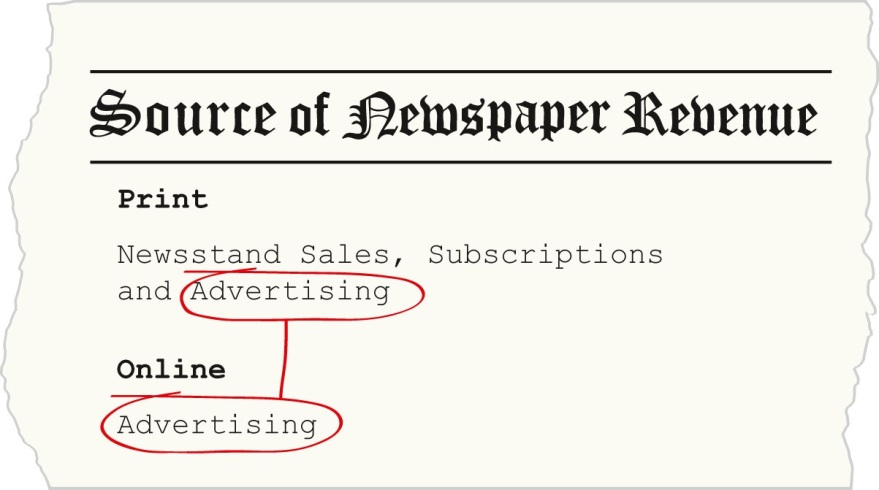 Source of Newspaper Revenue
Print
Newsstand Sales, Subscriptions
and Advertising
Online
Advertising